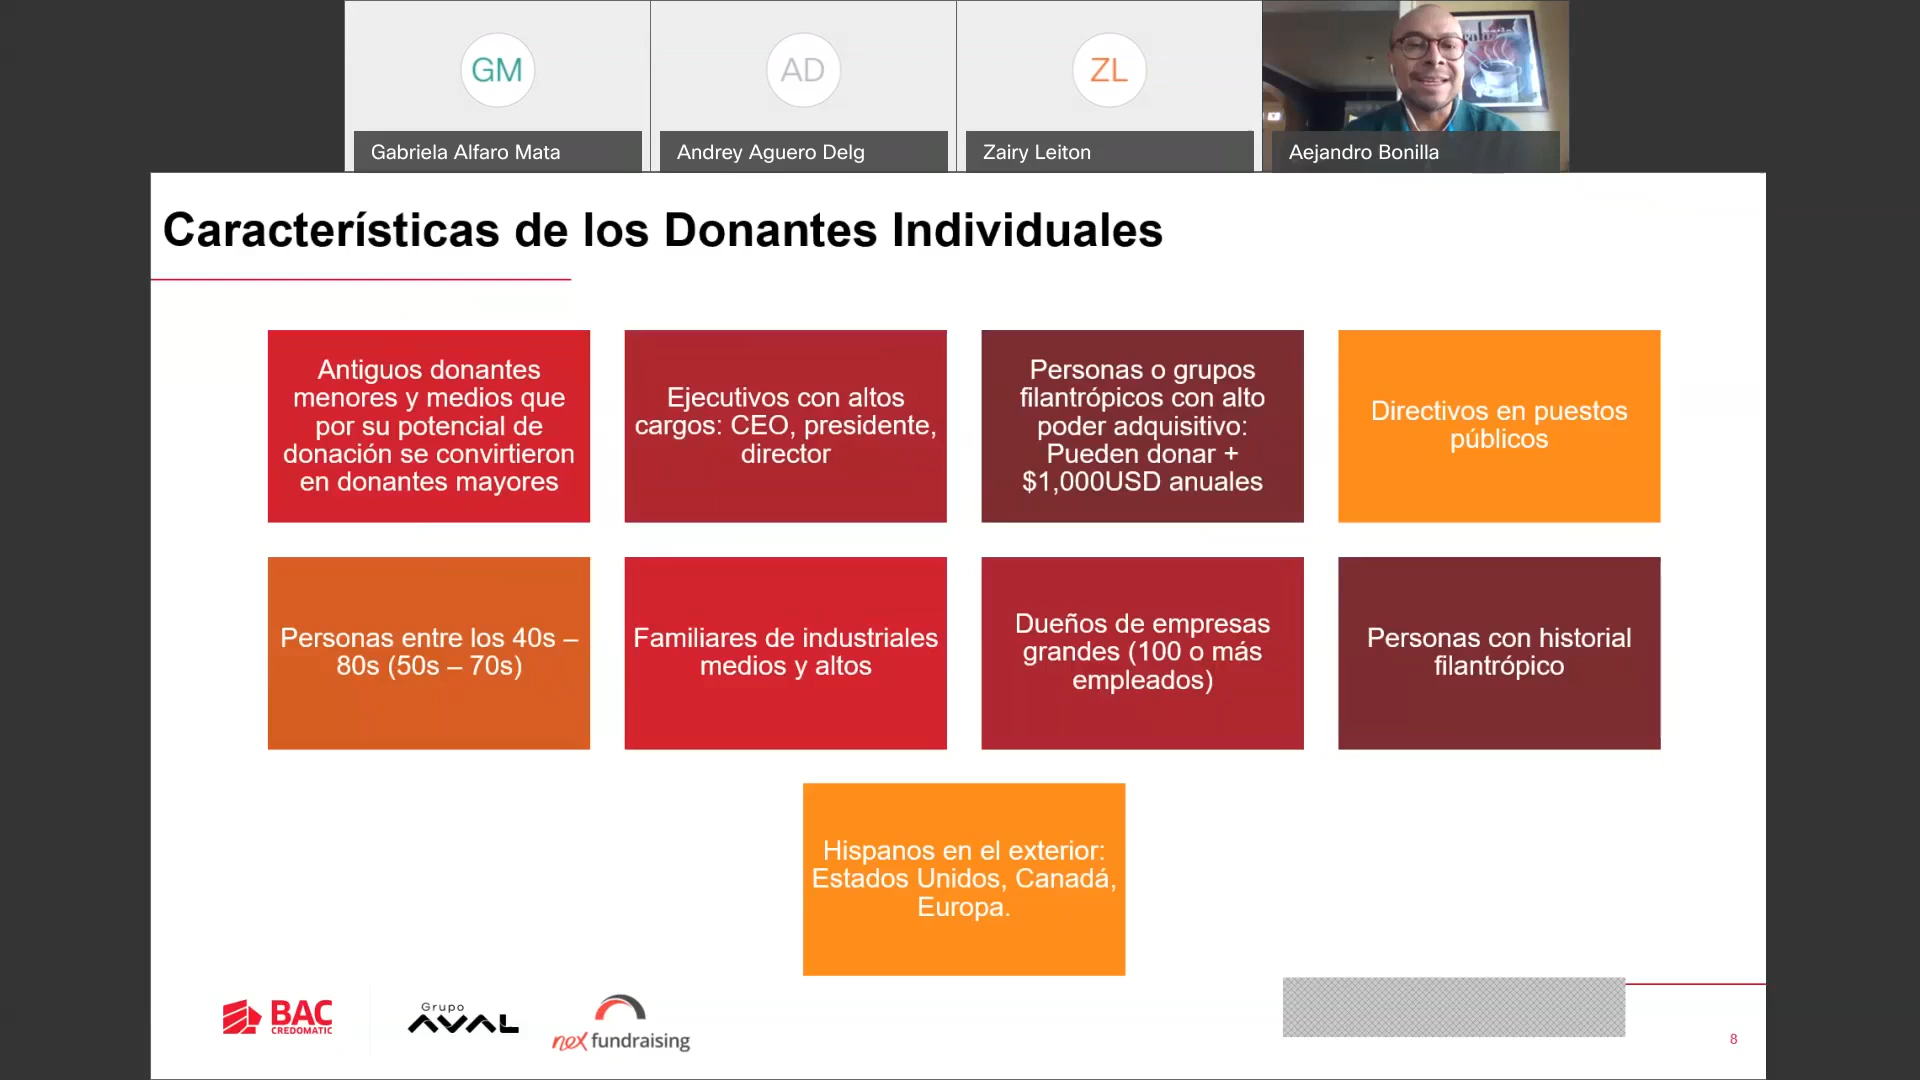 GM
AD
ZL
Gabriela Alfaro Mata
Andrey Aguero Delg
Zairy Leiton
Aejandro Bonilla
Características de los Donantes Individuales
Antiguos donantes
menores y medios que
por su potencial de
donación se convirtieron
en donantes mayores
Ejecutivos con altos
cargos: CEO, presidente,
director
Personas o grupos
filantrópicos con alto
poder adquisitivo:
Pueden donar +
$1,000USD anuales
Directivos en puestos
públicos
Personas entre los 40s –
80s (50s – 70s)
Familiares de industriales
medios y altos
Dueños de empresas
grandes (100 o más
empleados)
Personas con historial
filantrópico
Hispanos en el exterior:
Estados Unidos, Canadá,
Europa.
BAC
CREDOMATIC
Grupo
AVAL
nex fundraising
8